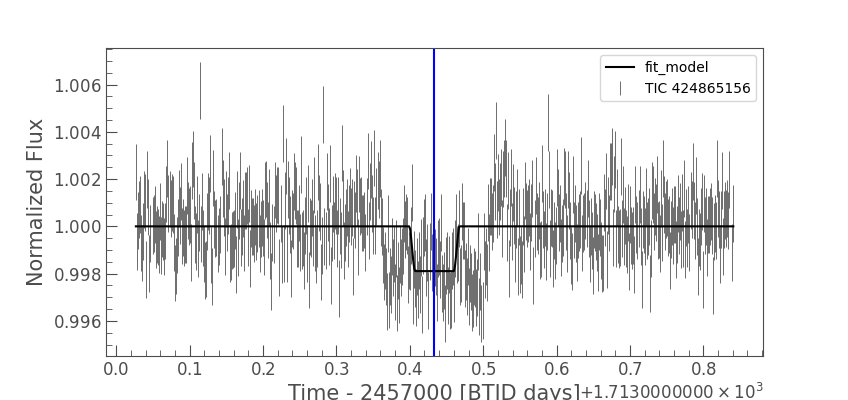 fit_model
TIC 424865156
1.006
1.004
1.002
1.000
0.998
0.996
Normalized Flux
0.0 0.1 0.2 0.3 0.4 0.5 0.6 0.7 0.8
Time - 2457000 [BTJD days]
+1.7130000000 × 10³